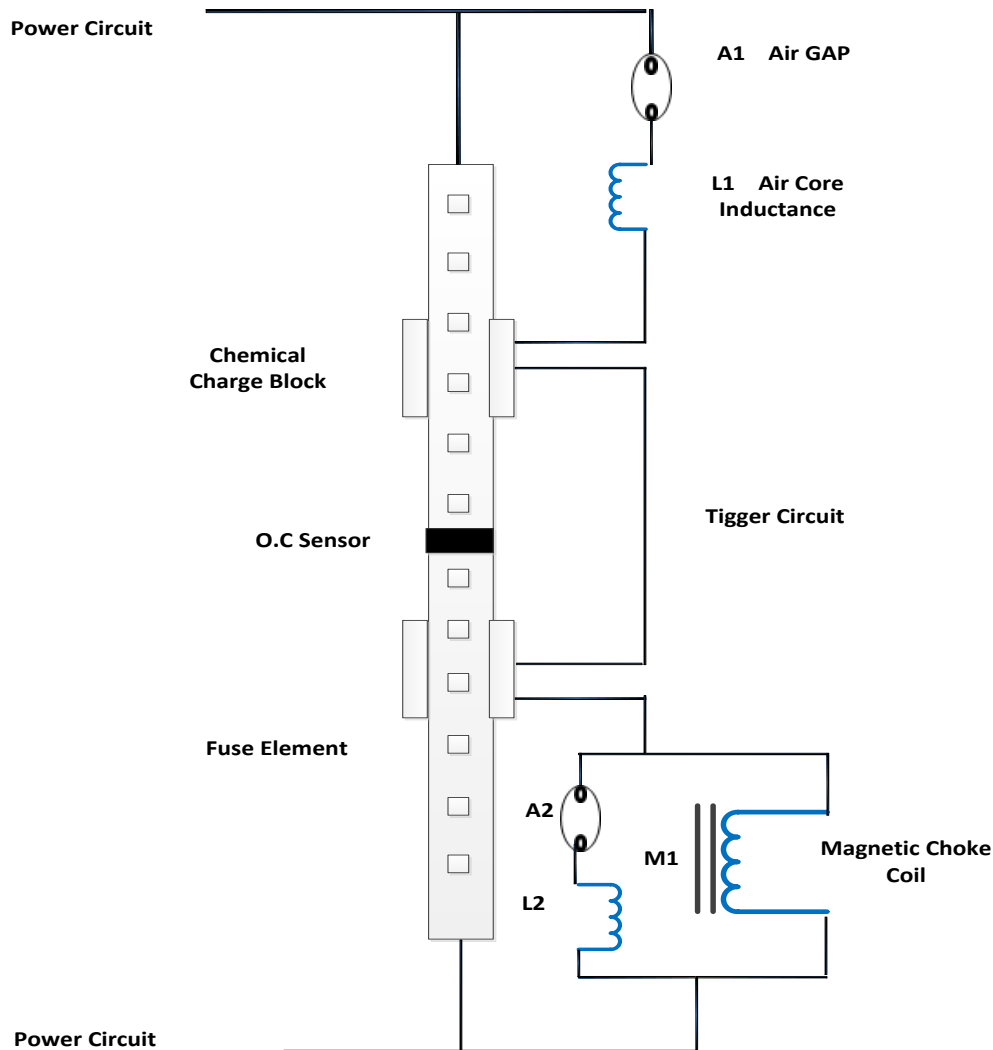 Power Circuit
A1 Air GAP
L1 Air Core
Inductance
Chemical
Charge Block
Tigger Circuit
O.C Sensor
Fuse Element
A2
M1
Magnetic Choke
Coil
L2
Power Circuit